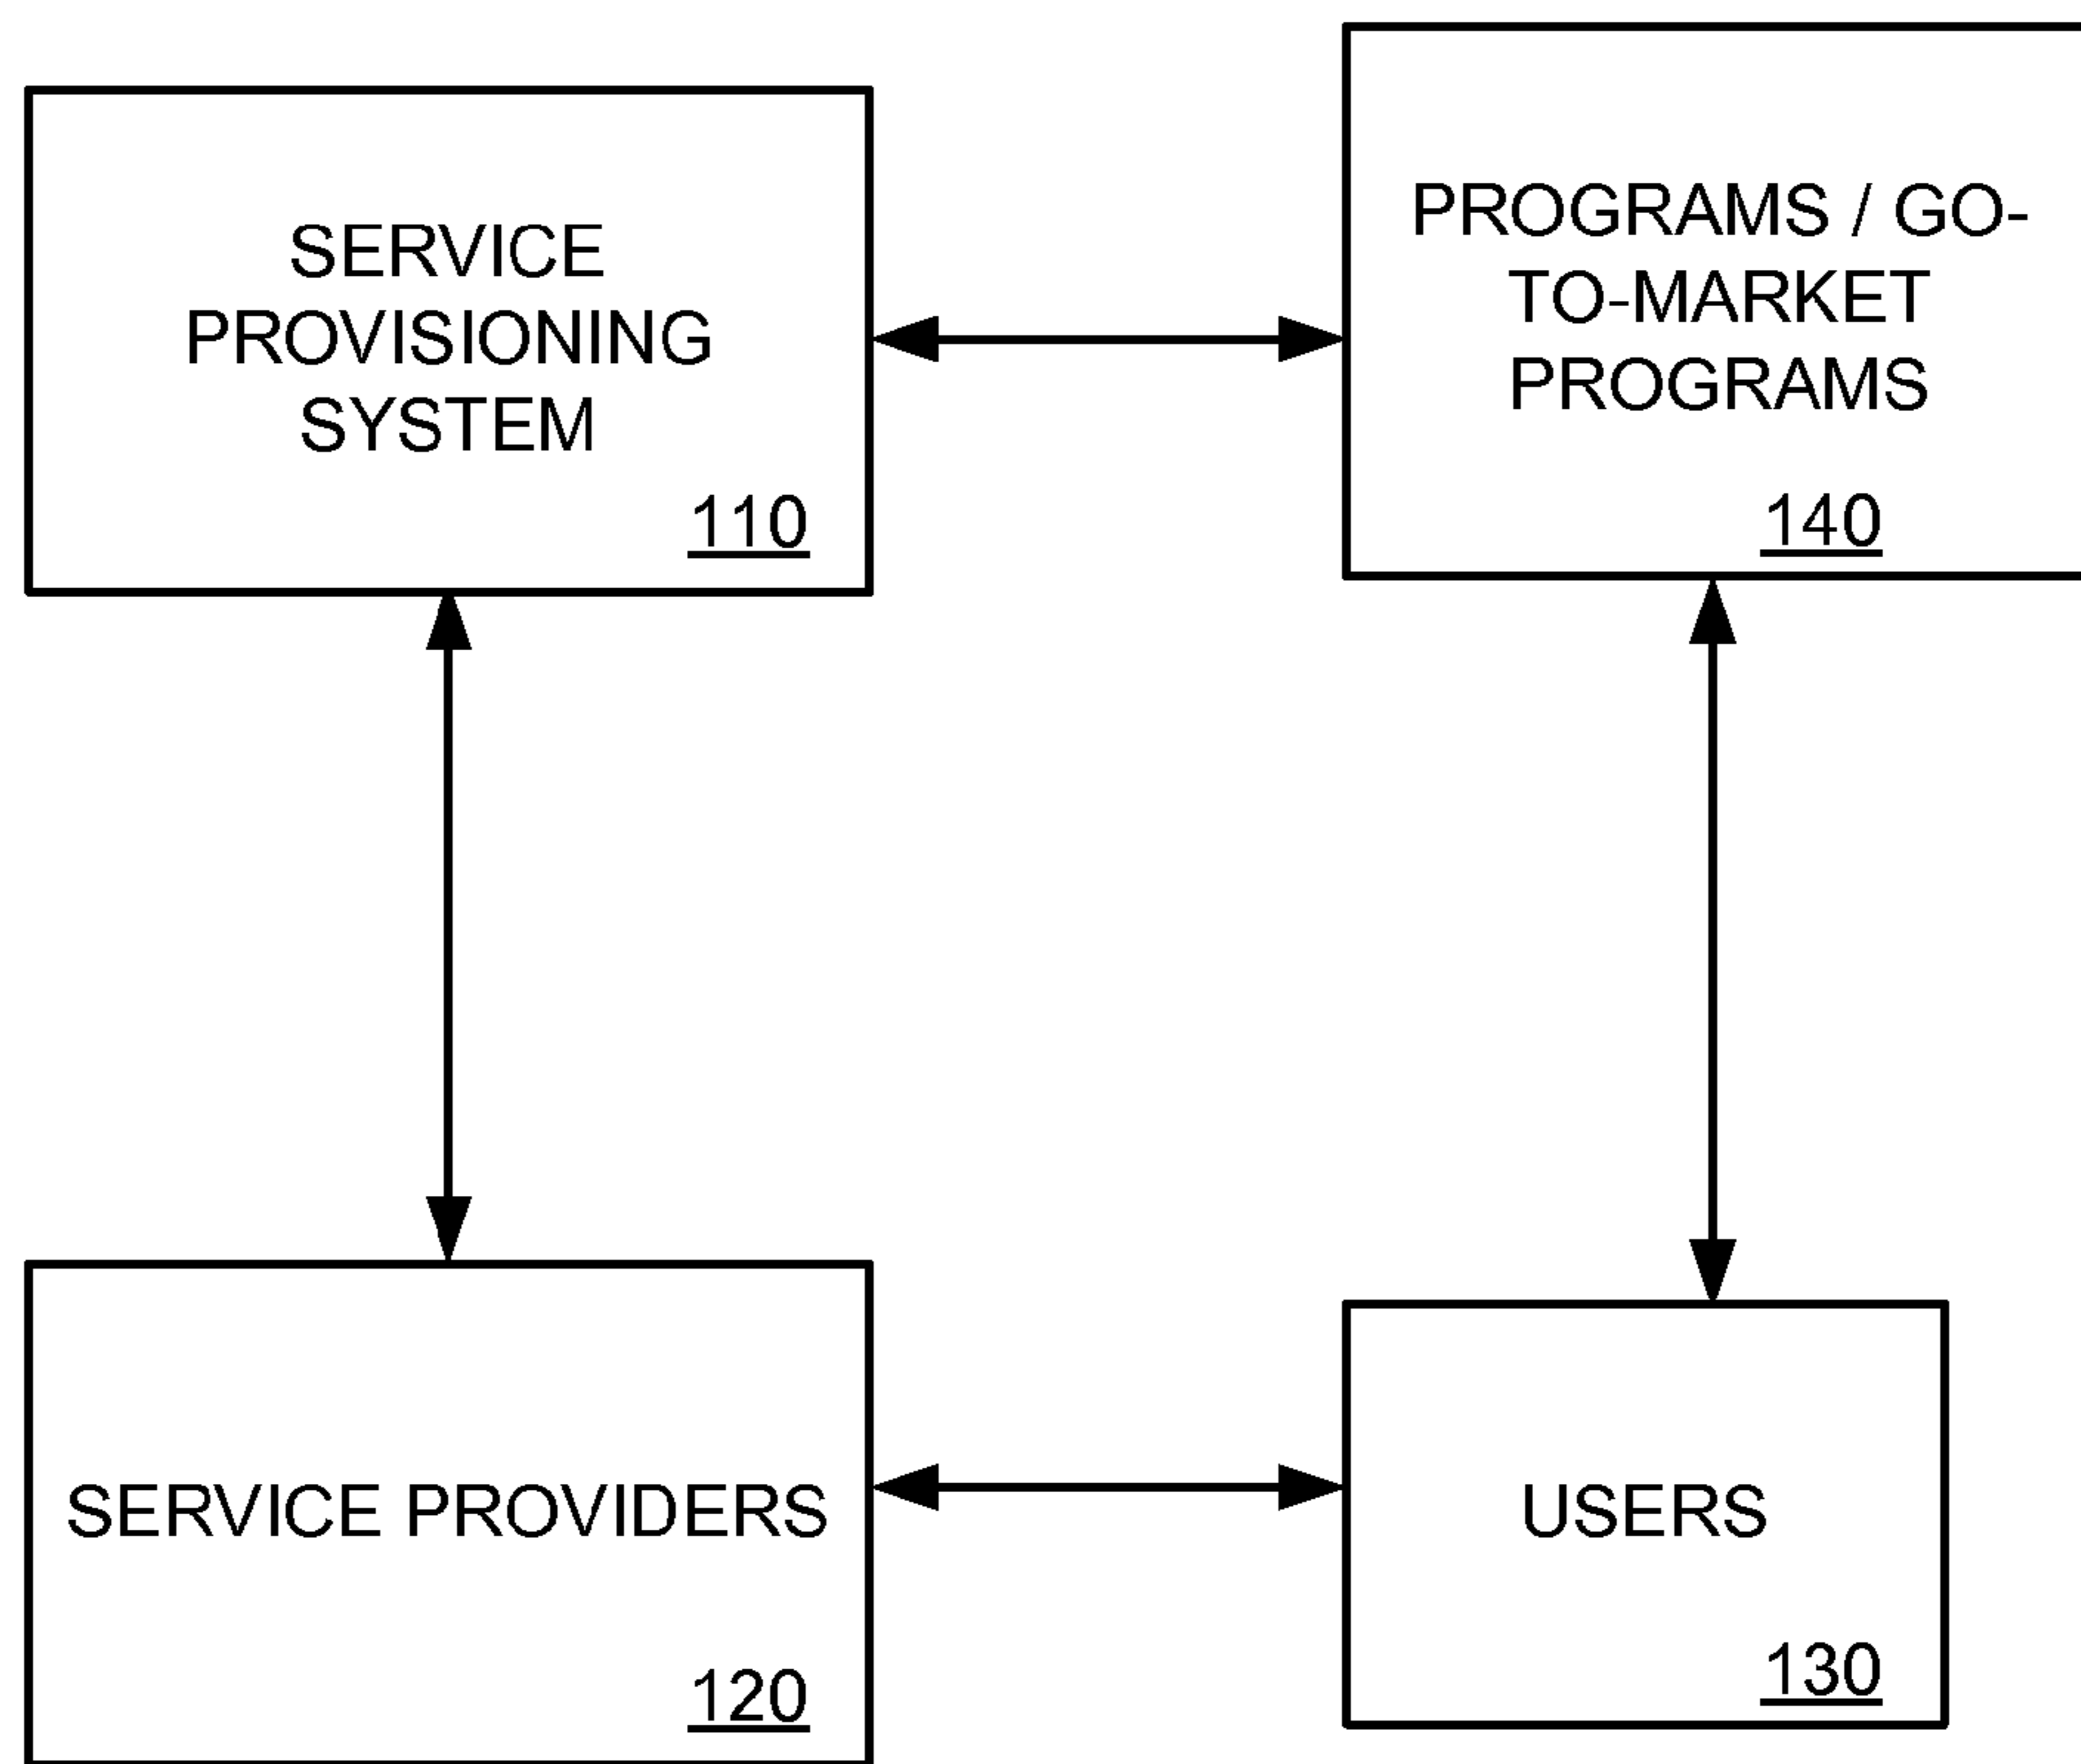 SERVICE
PROVISIONING
SYSTEM
110
PROGRAMS / GO-
TO-MARKET
PROGRAMS
140
SERVICE PROVIDERS
120
USERS
130